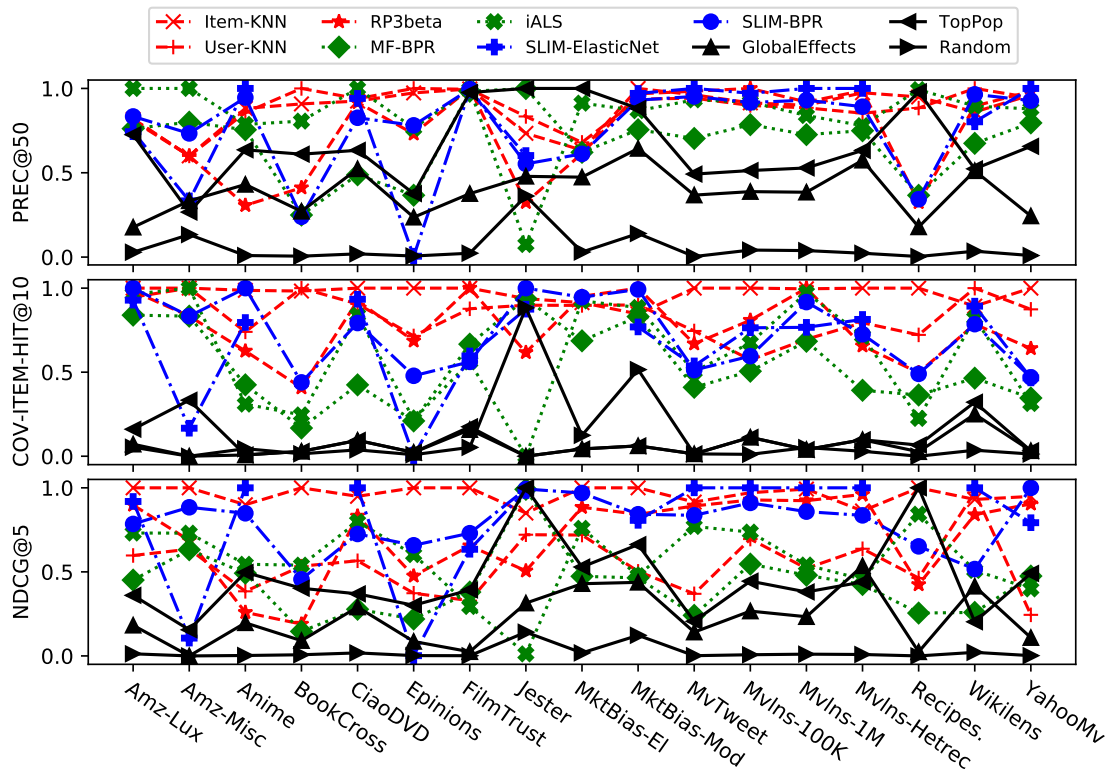 Item-KNN
User-KNN
RP3beta
MF-BPR
iALS
SLIM-ElasticNet
SLIM-BPR
GlobalEffects
TopPop
Random
PREC@50
1.0
0.5
0.0
COV-ITEM-HIT@10
1.0
0.5
0.0
NDCG@5
1.0
0.5
0.0
Amz-Lux
Amz-Misc
Anime
BookCross
CiaoDVD
Epinions
FilmTrust
Jester
MktBias-El
MktBias-Mod
MvTweet
Mvlns-100K
Mvlns-1M
Mvlns-Hetrec
Recipes.
Wikilens
YahooMv